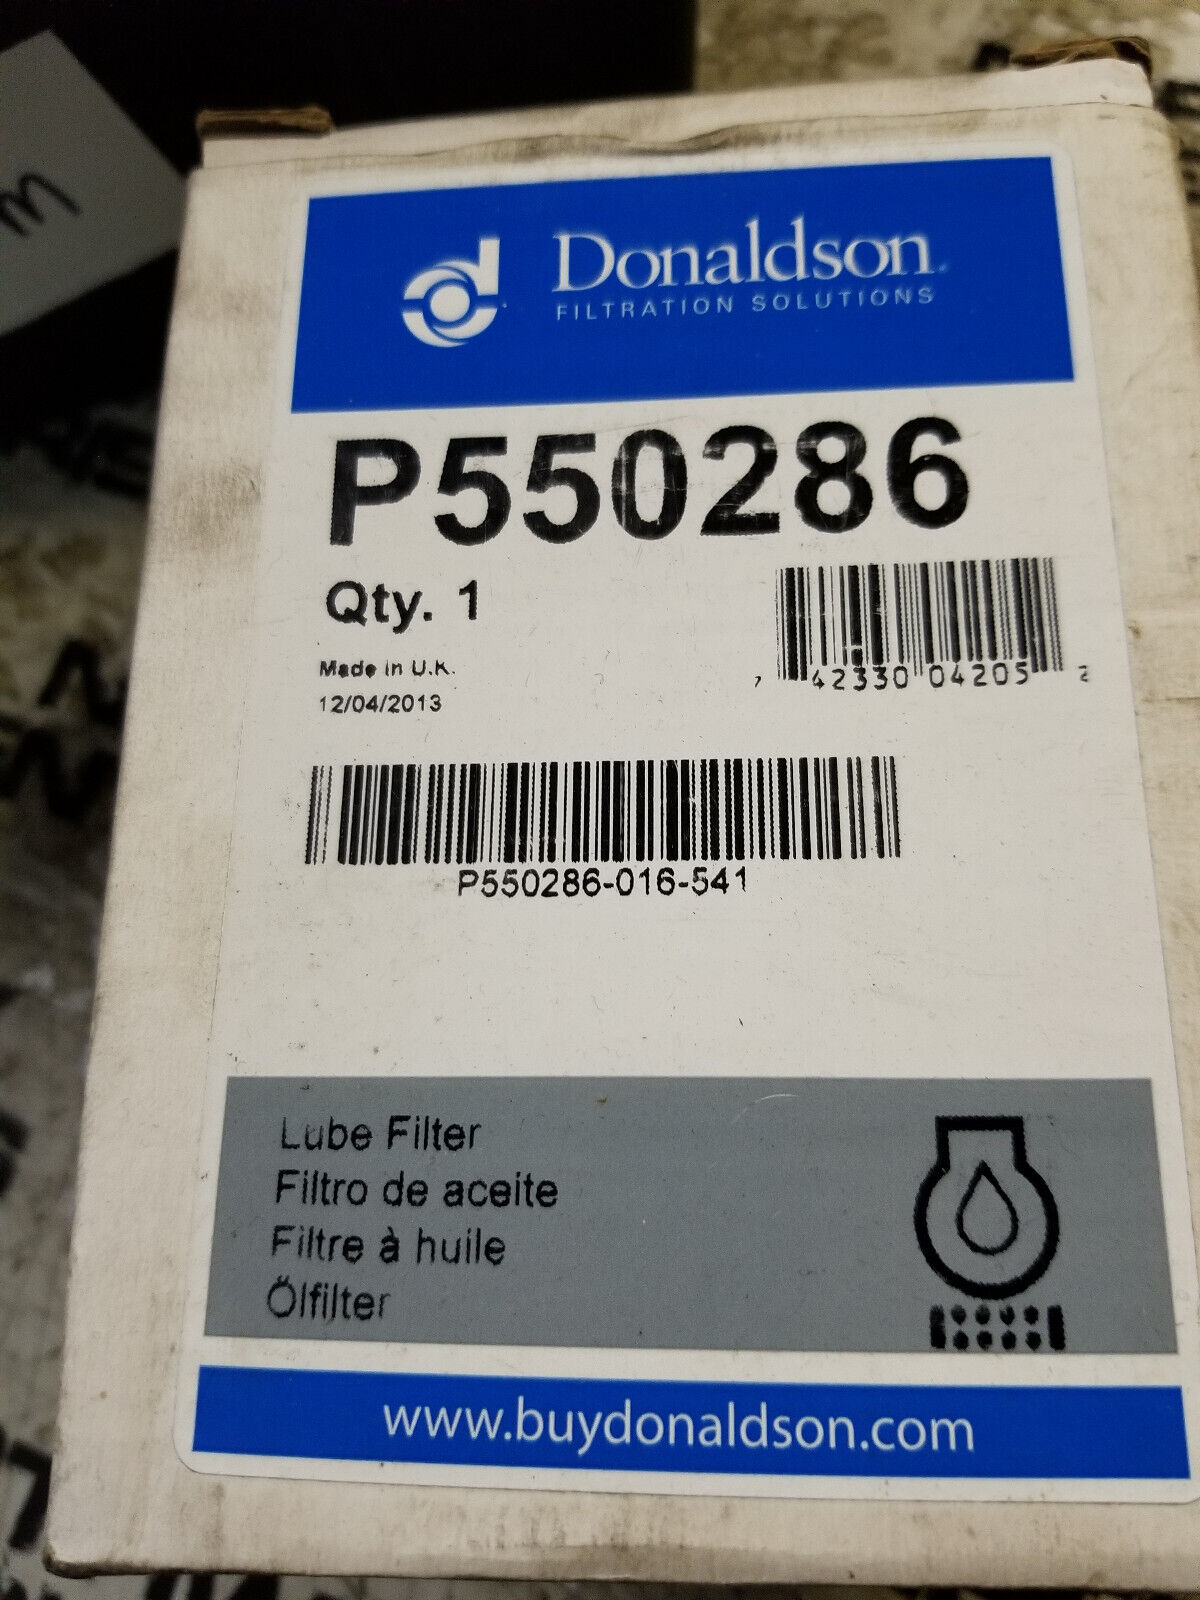 Donaldson.
FILTRATION SOLUTIONS
P550286
Qty. 1
Made in U.K.
12/04/2013
7 42330 04205 2
P550286-016-541
Lube Filter
Filtro de aceite
Filtre à huile
Ölfilter
www.buydonaldson.com